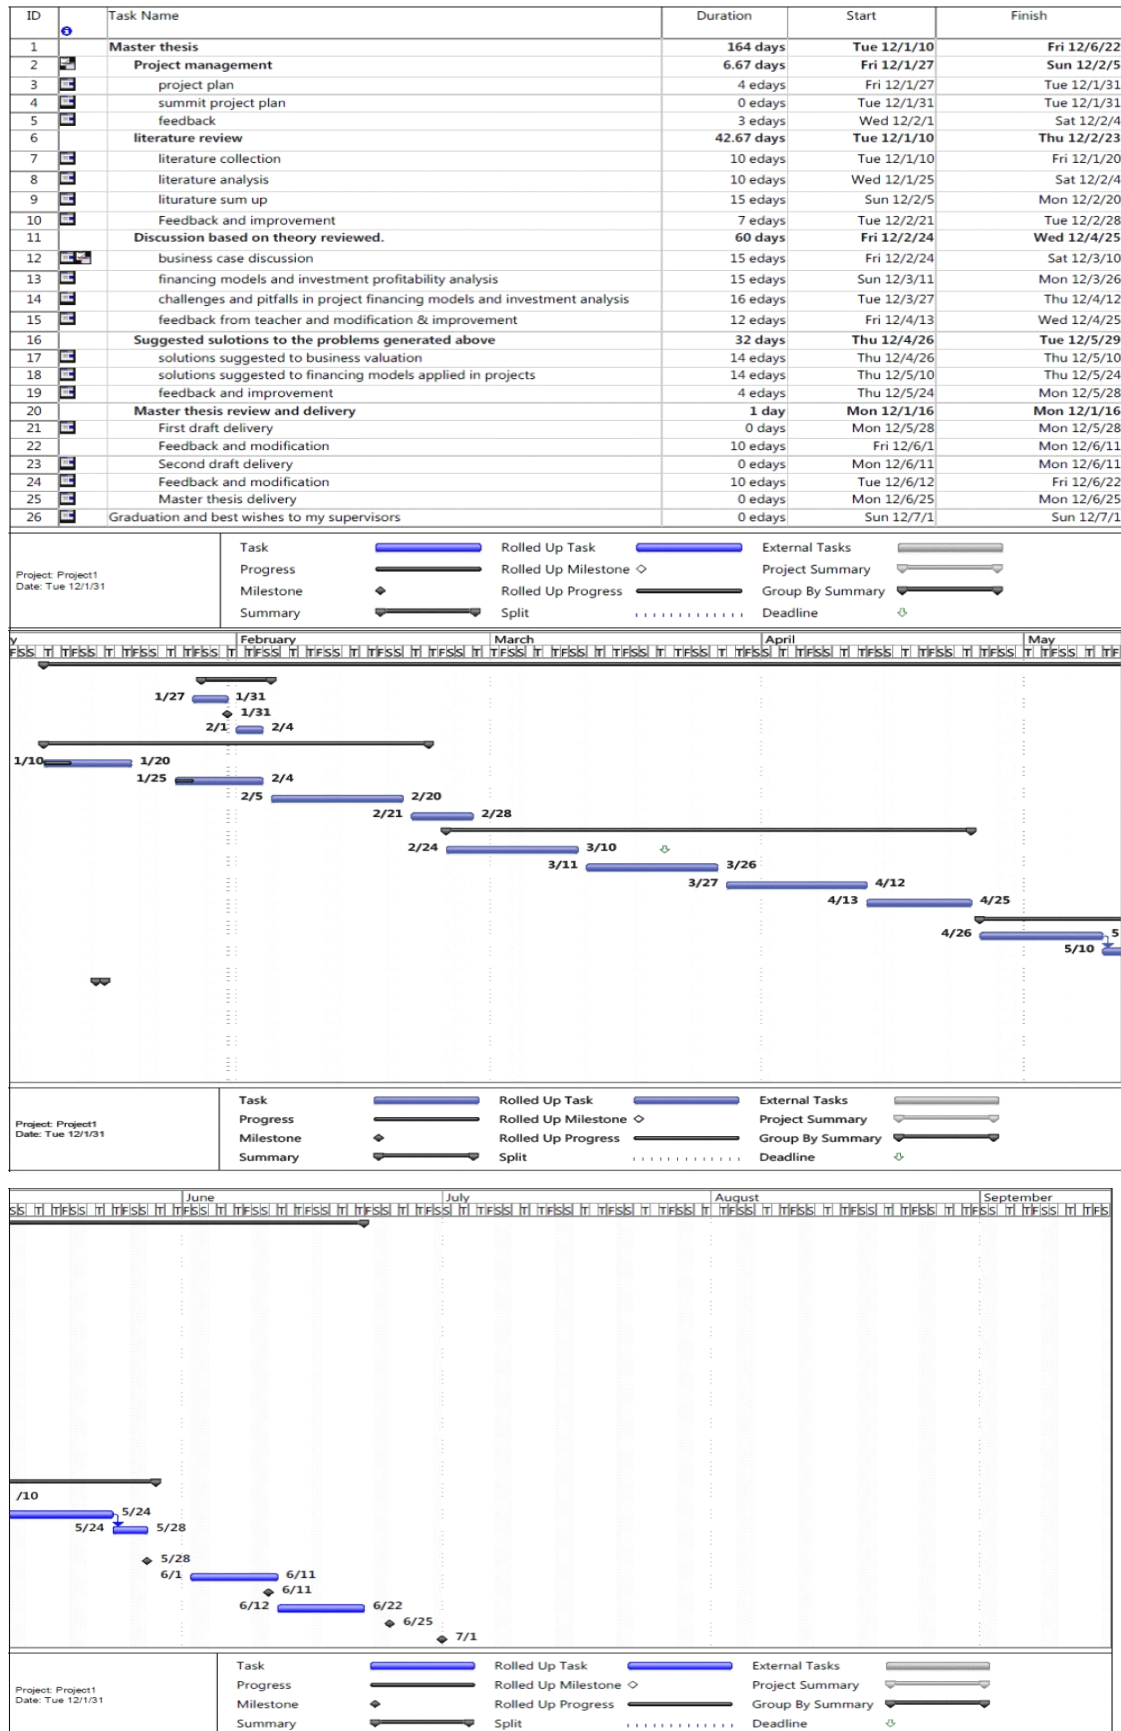 ID Task Name Duration Start Finish
1 Master thesis 164 days Tue 12/1/10 Fri 12/6/22
2 Project management 6.67 days Fri 12/1/27 Sun 12/2/5
3 project plan 4 edays Fri 12/1/27 Tue 12/1/31
4 summit project plan 0 edays Tue 12/1/31 Tue 12/1/31
5 feedback 3 edays Wed 12/2/1 Sat 12/2/4
6 literature review 42.67 days Tue 12/1/10 Thu 12/2/23
7 literature collection 10 edays Tue 12/1/10 Fri 12/1/20
8 literature analysis 10 edays Wed 12/1/25 Sat 12/2/4
9 liturature sum up 15 edays Sun 12/2/5 Mon 12/2/20
10 Feedback and improvement 7 edays Tue 12/2/21 Tue 12/2/28
11 Discussion based on theory reviewed. 60 days Fri 12/2/24 Wed 12/4/25
12 business case discussion 15 edays Fri 12/2/24 Sat 12/3/10
13 financing models and investment profitability analysis 15 edays Sun 12/3/11 Mon 12/3/26
14 challenges and pitfalls in project financing models and investment analysis 16 edays Tue 12/3/27 Thu 12/4/12
15 feedback from teacher and modification & improvement 12 edays Fri 12/4/13 Wed 12/4/25
16 Suggested sulotions to the problems generated above 32 days Thu 12/4/26 Tue 12/5/29
17 solutions suggested to business valuation 14 edays Thu 12/4/26 Thu 12/5/10
18 solutions suggested to financing models applied in projects 14 edays Thu 12/5/10 Thu 12/5/24
19 feedback and improvement 4 edays Thu 12/5/24 Mon 12/5/28
20 Master thesis review and delivery 1 day Mon 12/1/16 Mon 12/1/16
21 First draft delivery 0 days Mon 12/5/28 Mon 12/5/28
22 Feedback and modification 10 edays Fri 12/6/1 Mon 12/6/11
23 Second draft delivery 0 edays Mon 12/6/11 Mon 12/6/11
24 Feedback and modification 10 edays Tue 12/6/12 Fri 12/6/22
25 Master thesis delivery 0 edays Mon 12/6/25 Mon 12/6/25
26 Graduation and best wishes to my supervisors 0 edays Sun 12/7/1 Sun 12/7/1
Project: Project1
Date: Tue 12/1/31
Task Rolled Up Task External Tasks
Progress Rolled Up Milestone Project Summary
Milestone Rolled Up Progress Group By Summary
Summary Split Deadline
y February March April May
1/27 1/31
1/31
2/1 2/4
1/10 1/20
1/25 2/4
2/5 2/20
2/21 2/28
2/24 3/10
3/11 3/26
3/27 4/12
4/13 4/25
4/26 5
5/10
Project: Project1
Date: Tue 12/1/31
Task Rolled Up Task External Tasks
Progress Rolled Up Milestone Project Summary
Milestone Rolled Up Progress Group By Summary
Summary Split Deadline
June July August September
/10
5/24
5/24 5/28
5/28
6/1 6/11
6/11
6/12 6/22
6/25
7/1
Project: Project1
Date: Tue 12/1/31
Task Rolled Up Task External Tasks
Progress Rolled Up Milestone Project Summary
Milestone Rolled Up Progress Group By Summary
Summary Split Deadline